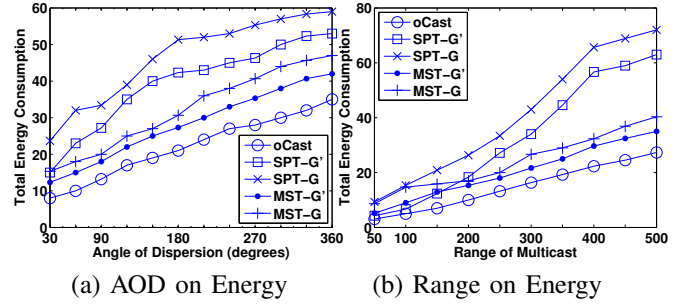 60
50
40
30
20
10
0
Total Energy Consumption
30 90 180 270 360
Angle of Dispersion (degrees)
oCast
SPT−G'
SPT−G
MST−G'
MST−G
(a) AOD on Energy
80
60
40
20
0
Total Energy Consumption
50 100 200 300 400 500
Range of Multicast
oCast
SPT−G'
SPT−G
MST−G'
MST−G
(b) Range on Energy